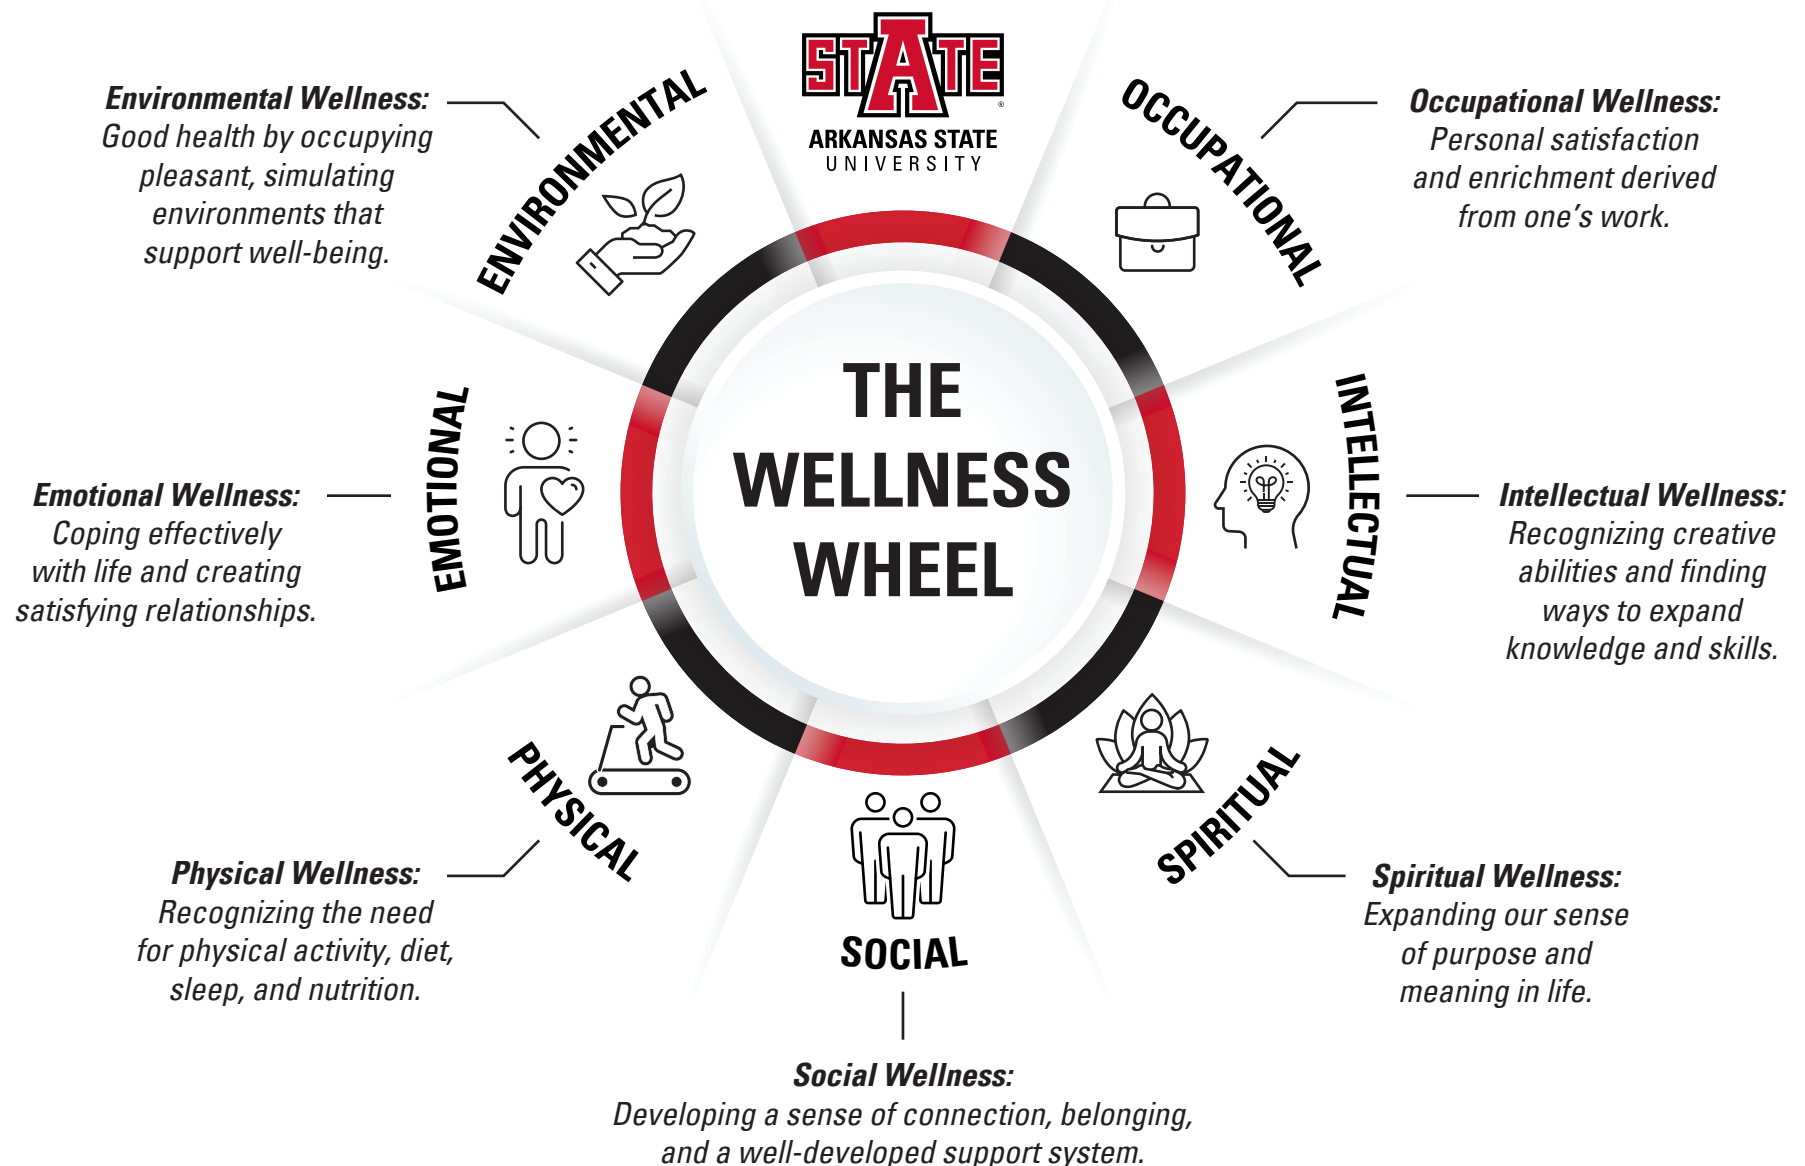 STATE
®
ARKANSAS STATE
UNIVERSITY
THE
WELLNESS
WHEEL
OCCUPATIONAL
Occupational Wellness:
Personal satisfaction
and enrichment derived
from one’s work.
INTELLECTUAL
Intellectual Wellness:
Recognizing creative
abilities and finding
ways to expand
knowledge and skills.
SPIRITUAL
Spiritual Wellness:
Expanding our sense
of purpose and
meaning in life.
SOCIAL
Social Wellness:
Developing a sense of connection, belonging,
and a well-developed support system.
PHYSICAL
Physical Wellness:
Recognizing the need
for physical activity, diet,
sleep, and nutrition.
EMOTIONAL
Emotional Wellness:
Coping effectively
with life and creating
satisfying relationships.
ENVIRONMENTAL
Environmental Wellness:
Good health by occupying
pleasant, simulating
environments that
support well-being.